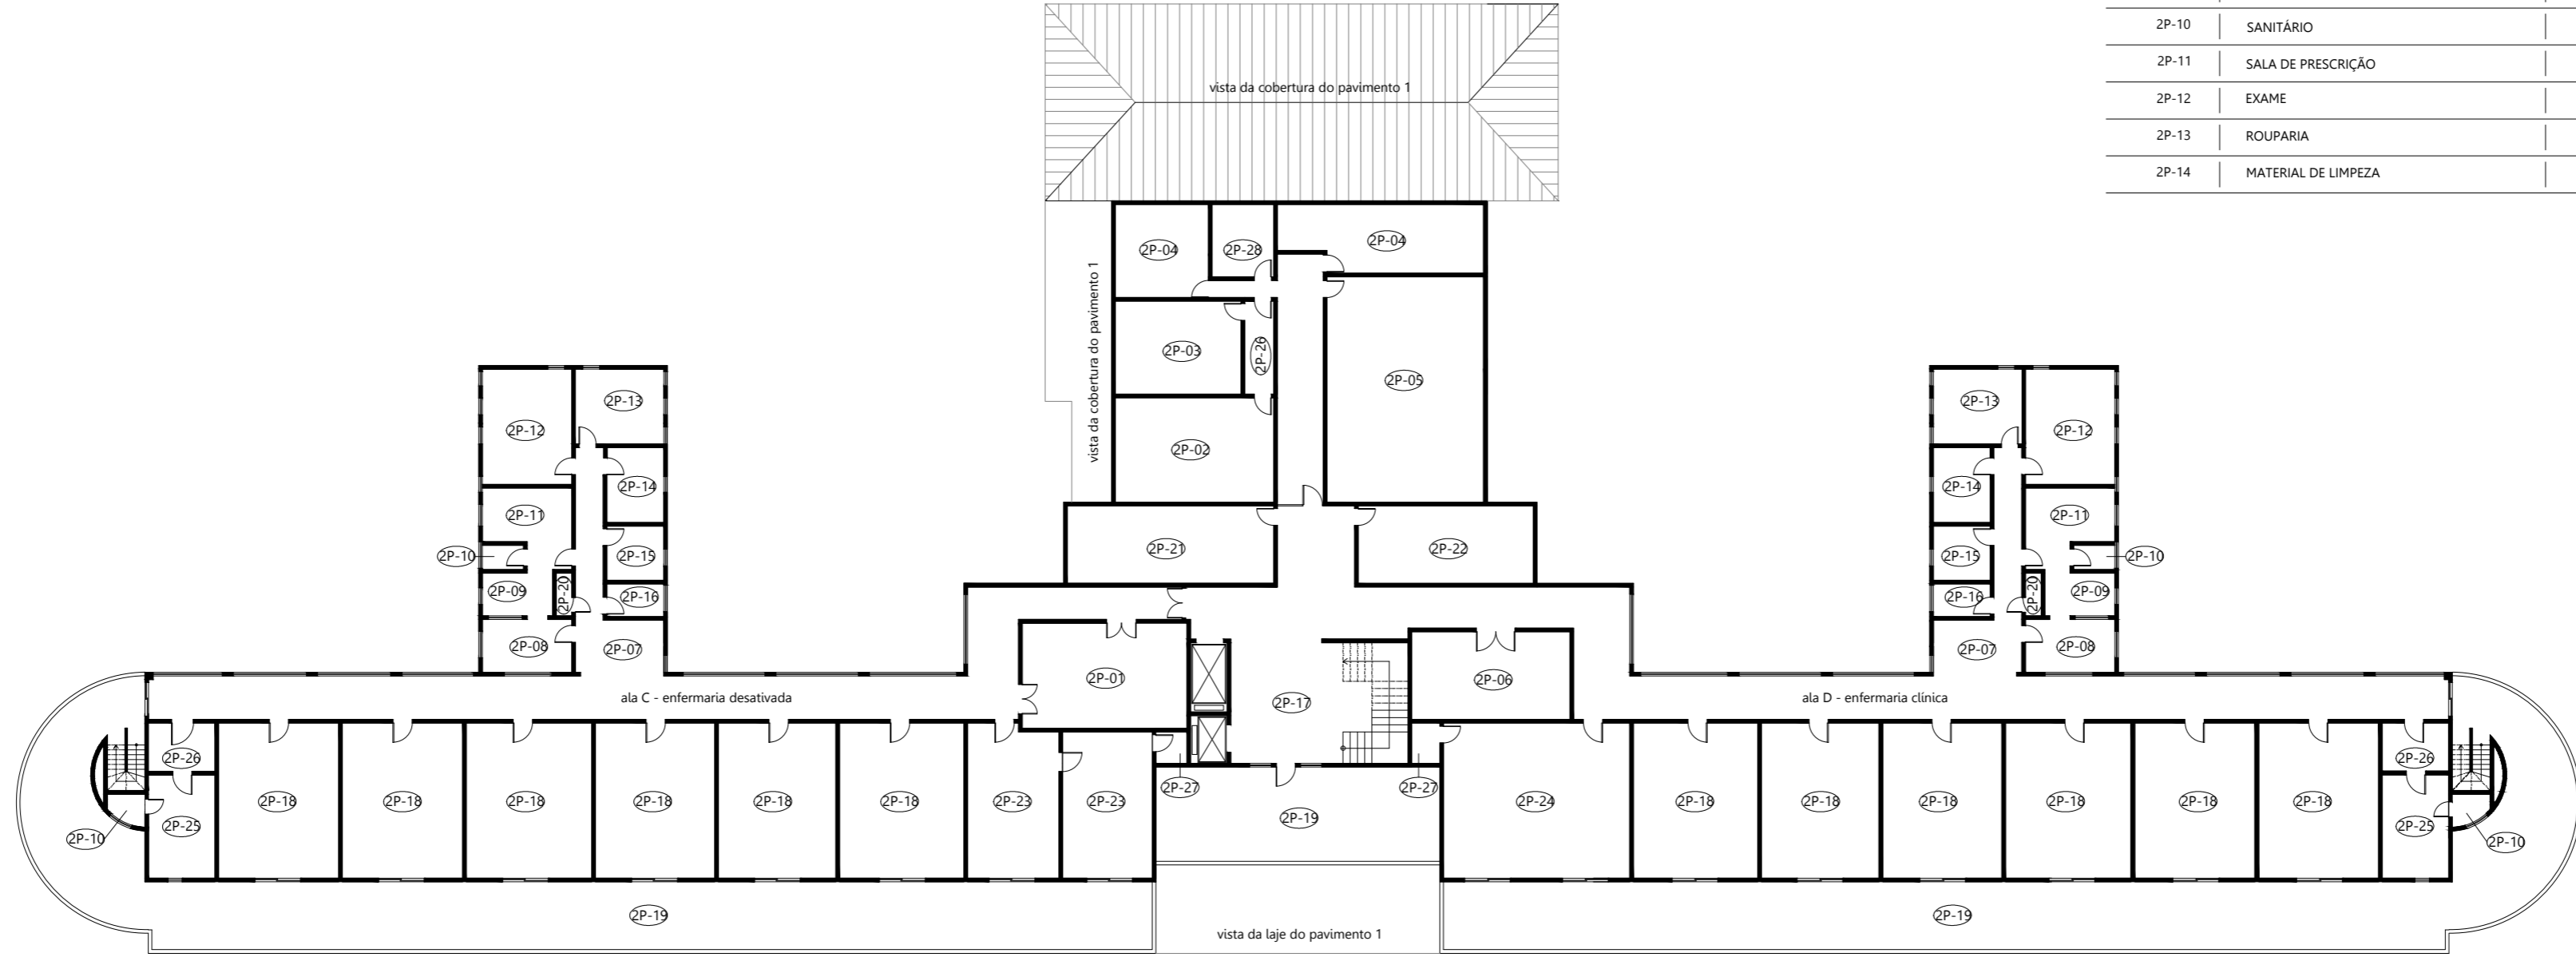 2P-10 SANITÁRIO
2P-11 SALA DE PRESCRIÇÃO
2P-12 EXAME
2P-13 ROUPARIA
2P-14 MATERIAL DE LIMPEZA
vista da cobertura do pavimento 1
2P-04
2P-28
2P-04
vista da cobertura do pavimento 1
2P-03
2P-26
2P-05
2P-02
2P-21
2P-22
2P-13
2P-12
2P-14
2P-11
2P-10
2P-15
2P-09
2P-20
2P-16
2P-08
2P-07
2P-13
2P-12
2P-14
2P-11
2P-15
2P-10
2P-16
2P-20
2P-09
2P-07
2P-08
2P-01
2P-17
2P-06
ala C - enfermaria desativada
ala D - enfermaria clínica
2P-26
2P-25
2P-10
2P-18
2P-18
2P-18
2P-18
2P-18
2P-18
2P-23
2P-23
2P-27
2P-19
2P-27
2P-24
2P-18
2P-18
2P-18
2P-18
2P-18
2P-18
2P-26
2P-25
2P-10
2P-19
vista da laje do pavimento 1
2P-19